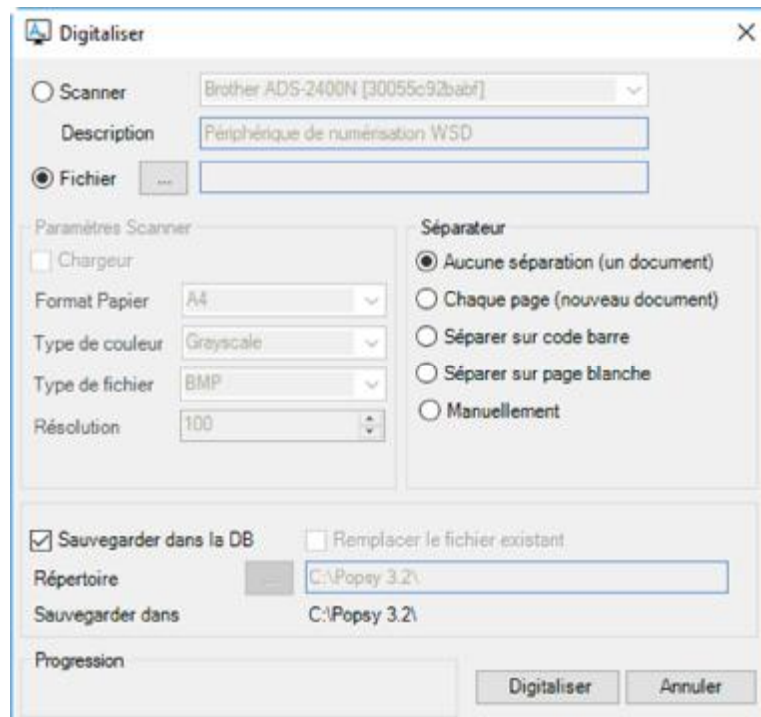 Digitaliser
Scanner Brother ADS-2400N [30055c92babf]
Description Périphérique de numérisation WSD
Fichier ...
Paramètres Scanner
Chargeur
Format Papier A4
Type de couleur Grayscale
Type de fichier BMP
Résolution 100
Séparateur
Aucune séparation (un document)
Chaque page (nouveau document)
Séparer sur code barre
Séparer sur page blanche
Manuellement
Sauvegarder dans la DB Remplacer le fichier existant
Répertoire ... C:\Popsy 3.2\
Sauvegarder dans C:\Popsy 3.2\
Progression
Digitaliser Annuler